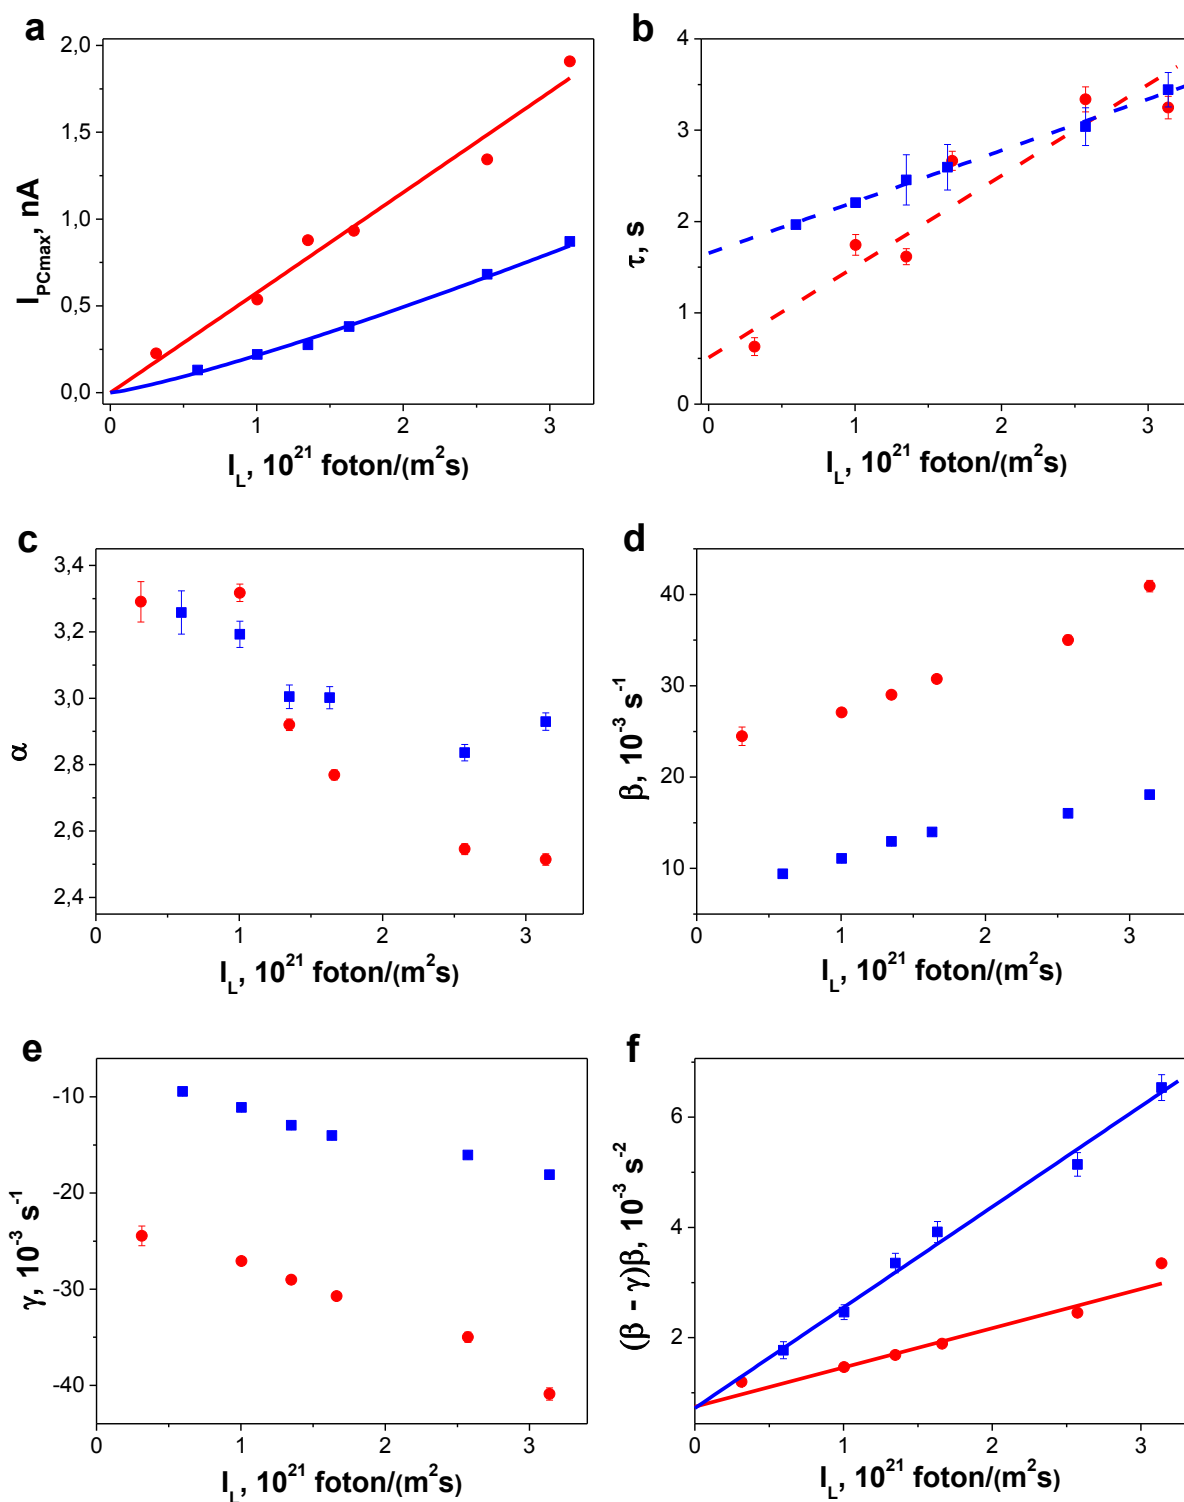 a
2,0
1,5
1,0
0,5
0,0
I_PCmax, nA
0 1 2 3
I_L, 10^21 foton/(m^2s)
b
4
3
2
1
0
τ, s
0 1 2 3
I_L, 10^21 foton/(m^2s)
c
3,4
3,2
3,0
2,8
2,6
2,4
α
0 1 2 3
I_L, 10^21 foton/(m^2s)
d
40
30
20
10
β, 10^-3 s^-1
0 1 2 3
I_L, 10^21 foton/(m^2s)
e
-10
-20
-30
-40
γ, 10^-3 s^-1
0 1 2 3
I_L, 10^21 foton/(m^2s)
f
6
4
2
(β - γ)β, 10^-3 s^-2
0 1 2 3
I_L, 10^21 foton/(m^2s)